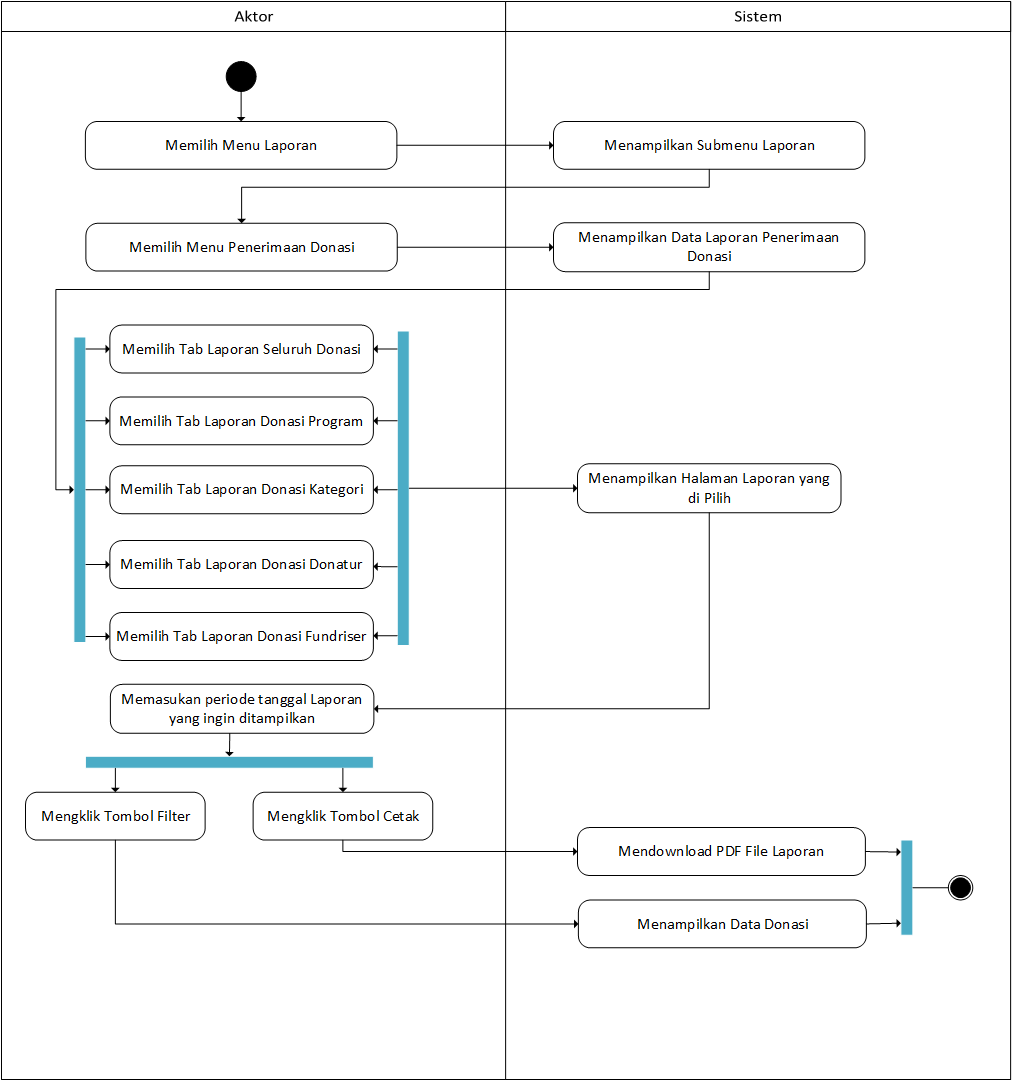 Aktor
Sistem
Memilih Menu Laporan
Menampilkan Submenu Laporan
Memilih Menu Penerimaan Donasi
Menampilkan Data Laporan Penerimaan
Donasi
Memilih Tab Laporan Seluruh Donasi
Memilih Tab Laporan Donasi Program
Memilih Tab Laporan Donasi Kategori
Menampilkan Halaman Laporan yang
di Pilih
Memilih Tab Laporan Donasi Donatur
Memilih Tab Laporan Donasi Fundriser
Memasukan periode tanggal Laporan
yang ingin ditampilkan
Mengklik Tombol Filter
Mengklik Tombol Cetak
Mendownload PDF File Laporan
Menampilkan Data Donasi